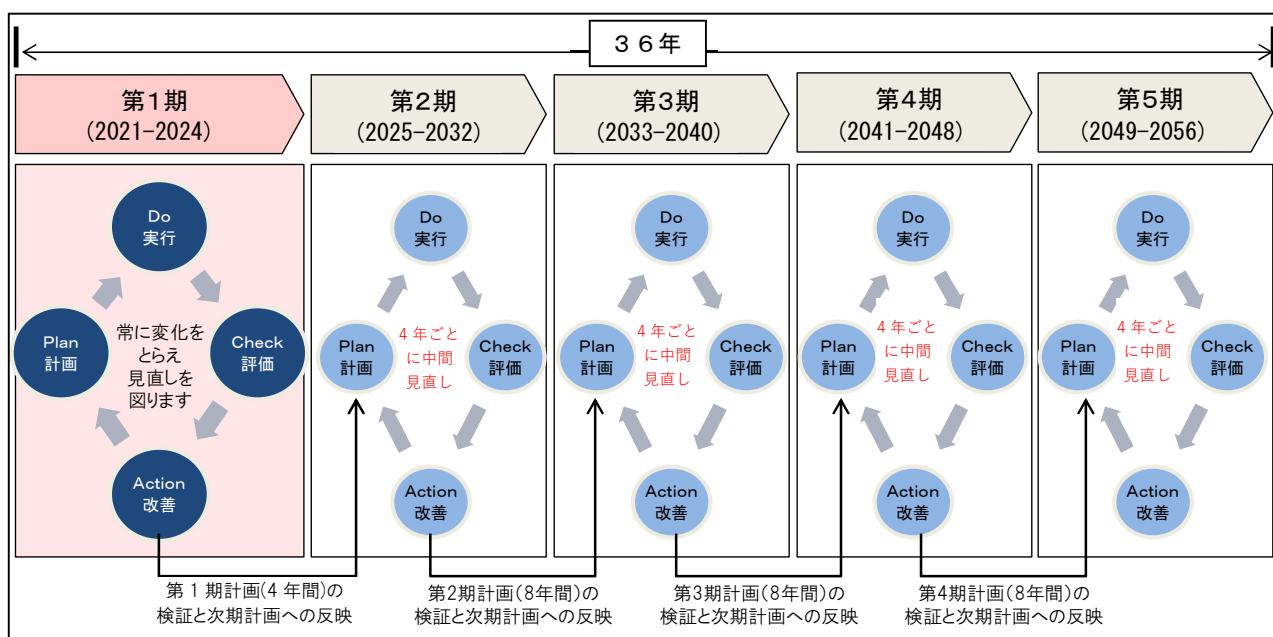 36年
第1期
(2021-2024)
第2期
(2025-2032)
第3期
(2033-2040)
第4期
(2041-2048)
第5期
(2049-2056)
Do
実行
Plan
計画
常に変化を
とらえ
見直しを
図ります
Check
評価
Action
改善
Do
実行
Plan
計画
4年ごと
に中間
見直し
Check
評価
Action
改善
Do
実行
Plan
計画
4年ごと
に中間
見直し
Check
評価
Action
改善
Do
実行
Plan
計画
4年ごと
に中間
見直し
Check
評価
Action
改善
Do
実行
Plan
計画
4年ごと
に中間
見直し
Check
評価
Action
改善
第1期計画(4年間)の
検証と次期計画への反映
第2期計画(8年間)の
検証と次期計画への反映
第3期計画(8年間)の
検証と次期計画への反映
第4期計画(8年間)の
検証と次期計画への反映